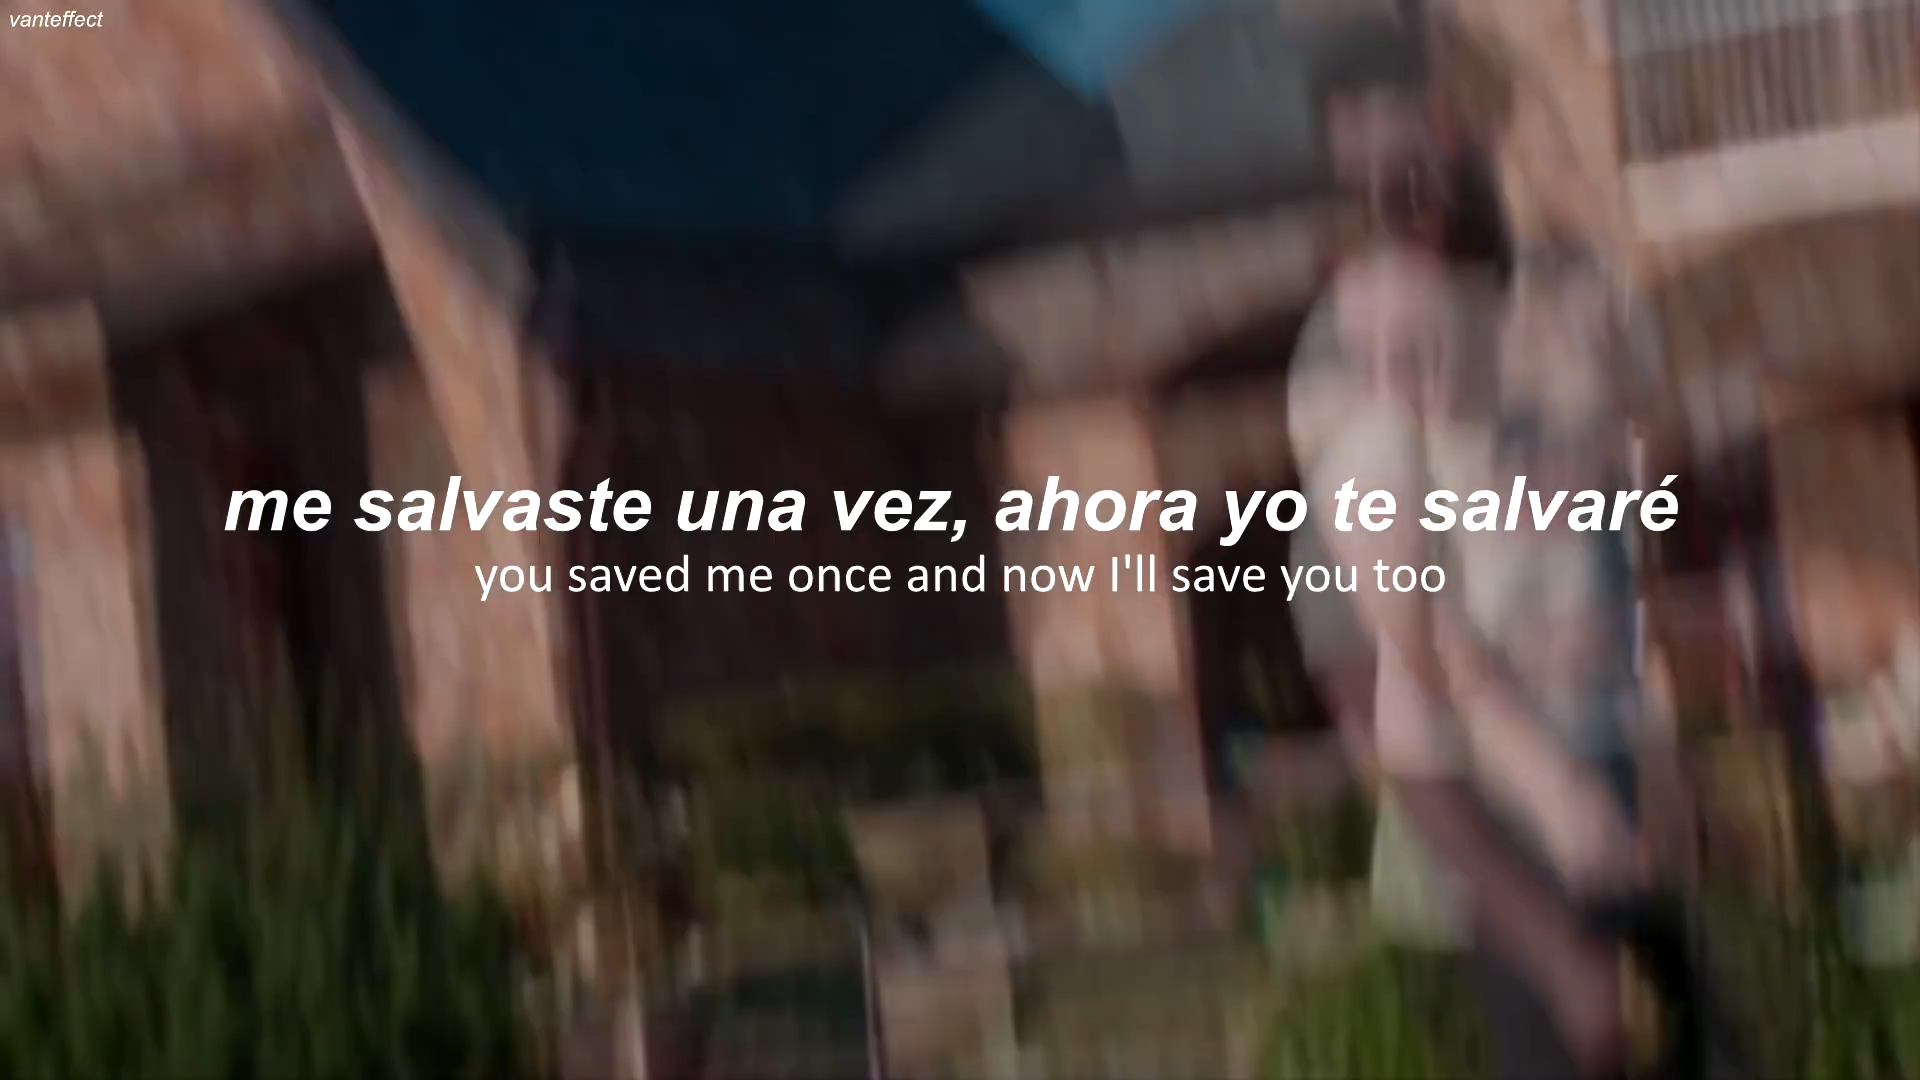 vanteffect
me salvaste una vez, ahora yo te salvaré
you saved me once and now I'll save you too